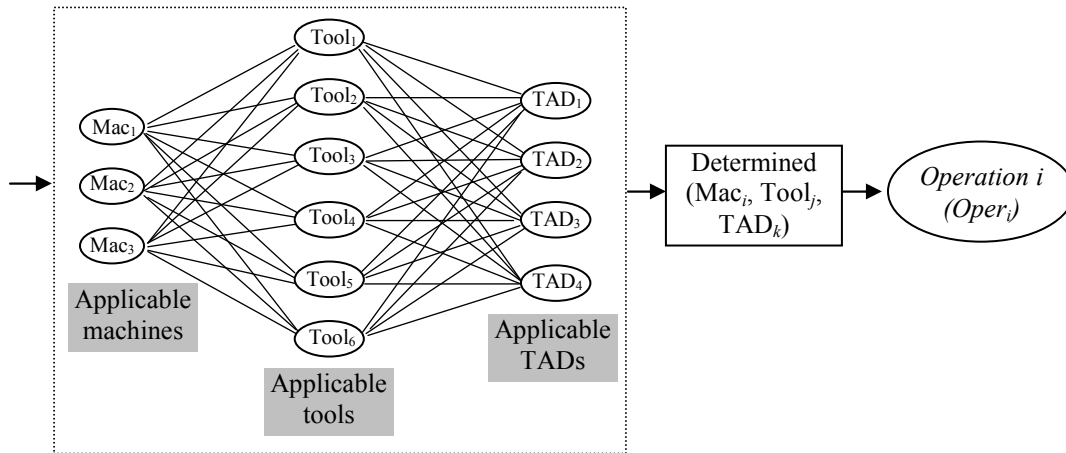 Mac₁
Mac₂
Mac₃
Applicable
machines
Tool₁
Tool₂
Tool₃
Tool₄
Tool₅
Tool₆
Applicable
tools
TAD₁
TAD₂
TAD₃
TAD₄
Applicable
TADs
Determined
(Macᵢ, Toolⱼ,
TADₖ)
Operation i
(Operᵢ)